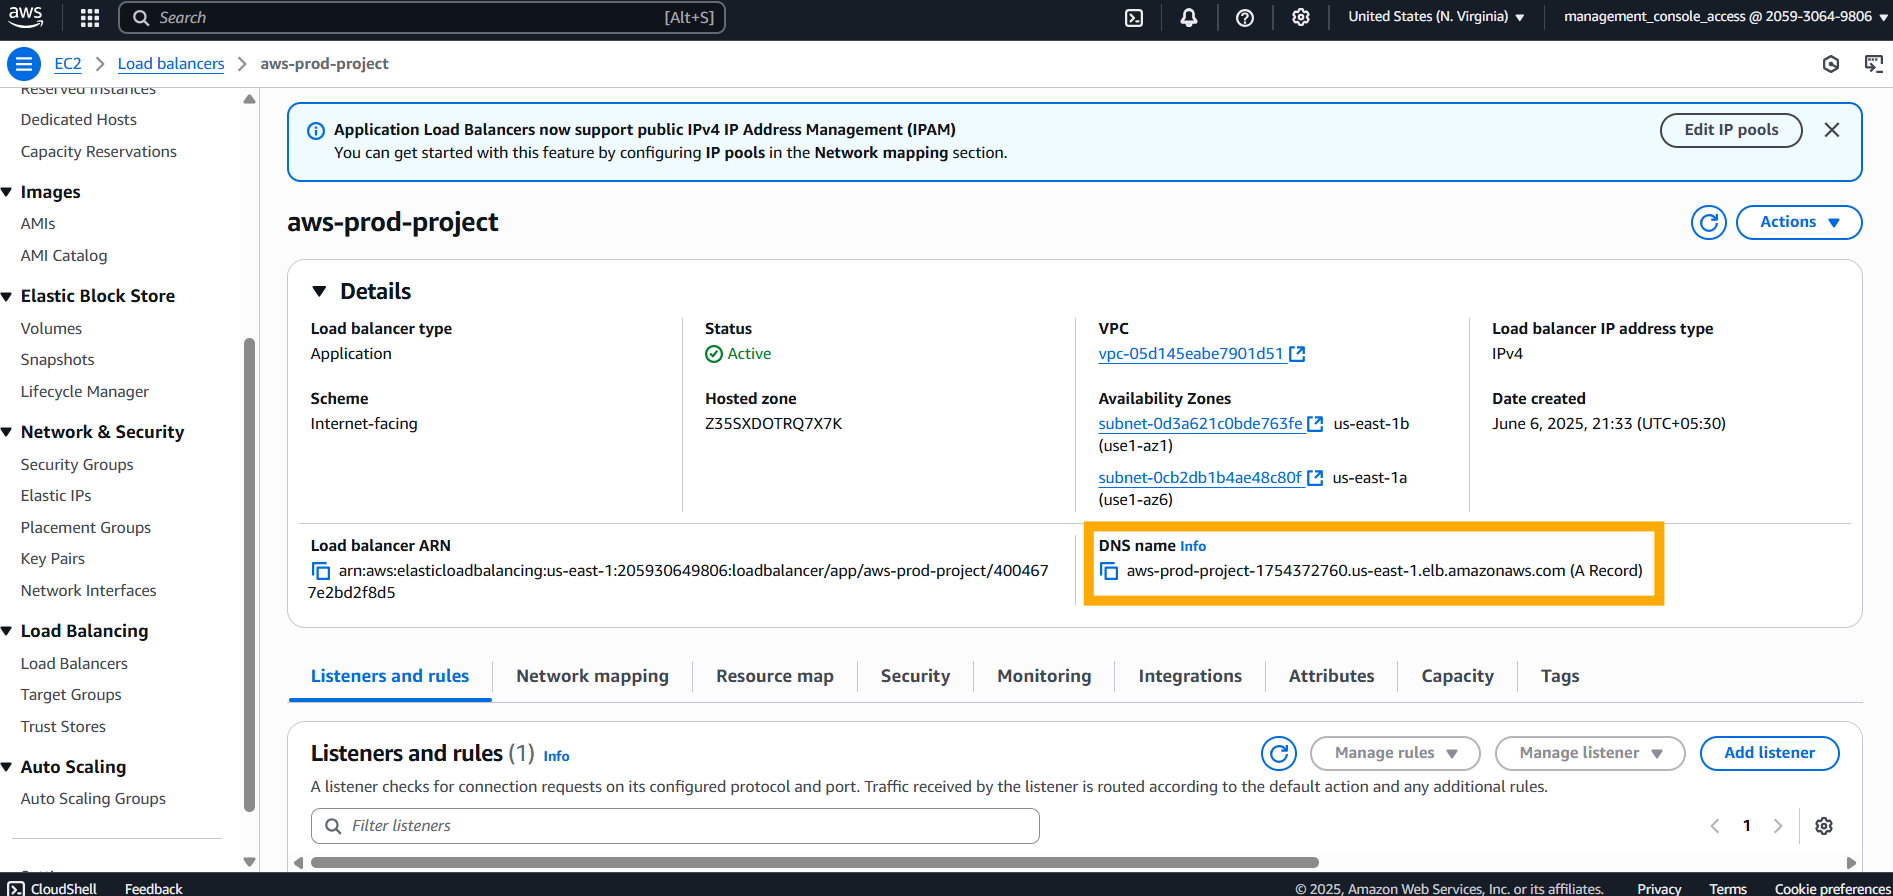 aws
Search [Alt+S]
United States (N. Virginia)
management_console_access @ 2059-3064-9806
EC2 > Load balancers > aws-prod-project
Reserved Instances
Dedicated Hosts
Capacity Reservations
Images
AMIs
AMI Catalog
Elastic Block Store
Volumes
Snapshots
Lifecycle Manager
Network & Security
Security Groups
Elastic IPs
Placement Groups
Key Pairs
Network Interfaces
Load Balancing
Load Balancers
Target Groups
Trust Stores
Auto Scaling
Auto Scaling Groups
Application Load Balancers now support public IPv4 IP Address Management (IPAM)
You can get started with this feature by configuring IP pools in the Network mapping section.
Edit IP pools
aws-prod-project
Actions
Details
Load balancer type
Application
Status
Active
VPC
vpc-05d145eabe7901d51
Load balancer IP address type
IPv4
Scheme
Internet-facing
Hosted zone
Z35SXDOTRQ7X7K
Availability Zones
subnet-0d3a621c0bde763fe us-east-1b
(use1-az1)
subnet-0cb2db1b4ae48c80f us-east-1a
(use1-az6)
Date created
June 6, 2025, 21:33 (UTC+05:30)
Load balancer ARN
arn:aws:elasticloadbalancing:us-east-1:205930649806:loadbalancer/app/aws-prod-project/400467
7e2bd2f8d5
DNS name Info
aws-prod-project-1754372760.us-east-1.elb.amazonaws.com (A Record)
Listeners and rules
Network mapping
Resource map
Security
Monitoring
Integrations
Attributes
Capacity
Tags
Listeners and rules (1) Info
Manage rules
Manage listener
Add listener
A listener checks for connection requests on its configured protocol and port. Traffic received by the listener is routed according to the default action and any additional rules.
Filter listeners
1
CloudShell
Feedback
© 2025, Amazon Web Services, Inc. or its affiliates.
Privacy
Terms
Cookie preferences